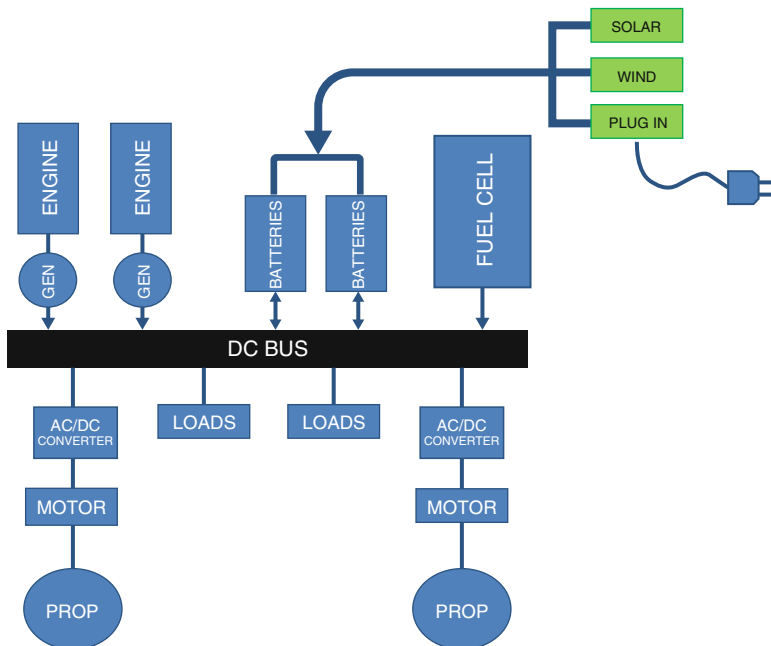 SOLAR
WIND
PLUG IN
ENGINE
ENGINE
GEN
GEN
BATTERIES
BATTERIES
FUEL CELL
DC BUS
AC/DC
CONVERTER
LOADS
LOADS
AC/DC
CONVERTER
MOTOR
MOTOR
PROP
PROP